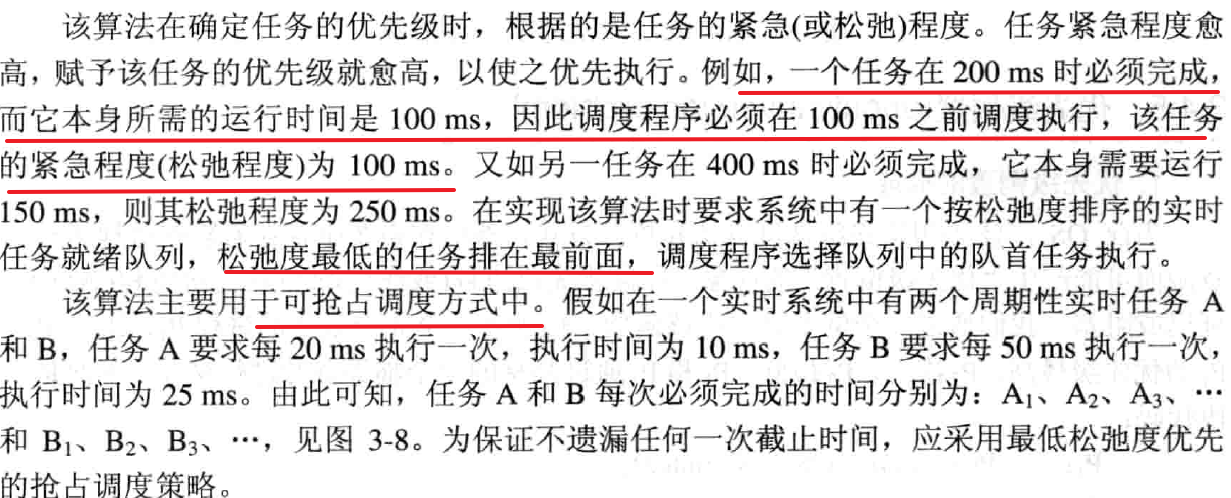 该算法在确定任务的优先级时，根据的是任务的紧急(或松弛)程度。任务紧急程度愈
高，赋予该任务的优先级就愈高，以使之优先执行。例如，一个任务在 200 ms 时必须完成，
而它本身所需的运行时间是 100 ms，因此调度程序必须在 100 ms 之前调度执行，该任务
的紧急程度(松弛程度)为 100 ms。又如另一任务在 400 ms 时必须完成，它本身需要运行
150 ms，则其松弛程度为 250 ms。在实现该算法时要求系统中有一个按松弛度排序的实时
任务就绪队列，松弛度最低的任务排在最前面，调度程序选择队列中的队首任务执行。
该算法主要用于可抢占调度方式中。假如在一个实时系统中有两个周期性实时任务 A
和 B，任务 A 要求每 20 ms 执行一次，执行时间为 10 ms，任务 B 要求每 50 ms 执行一次，
执行时间为 25 ms。由此可知，任务 A 和 B 每次必须完成的时间分别为：A₁、A₂、A₃、…
和 B₁、B₂、B₃、…，见图 3-8。为保证不遗漏任何一次截止时间，应采用最低松弛度优先
的抢占调度策略。